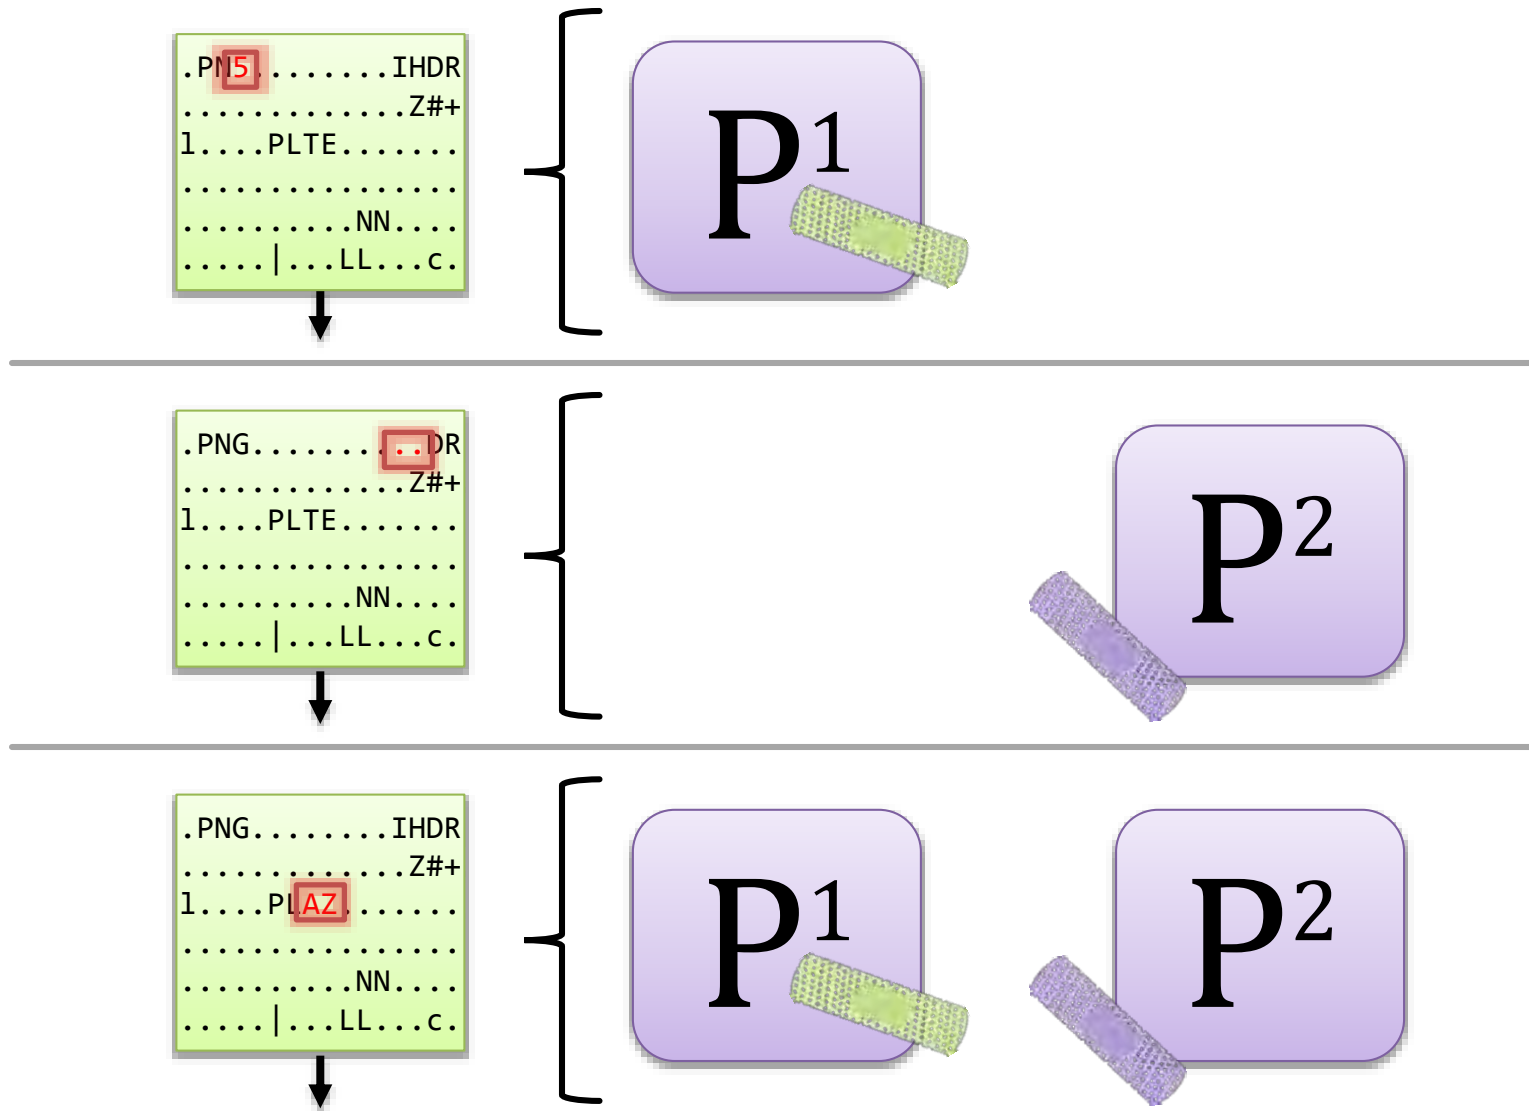 .PN5........IHDR
.............Z#+
l....PLTE.......
................
..........NN....
.....|...LL...c.
P1
.PNG..........DR
.............Z#+
l....PLTE.......
................
..........NN....
.....|...LL...c.
P2
.PNG........IHDR
.............Z#+
l....PLAZ.......
................
..........NN....
.....|...LL...c.
P1
P2